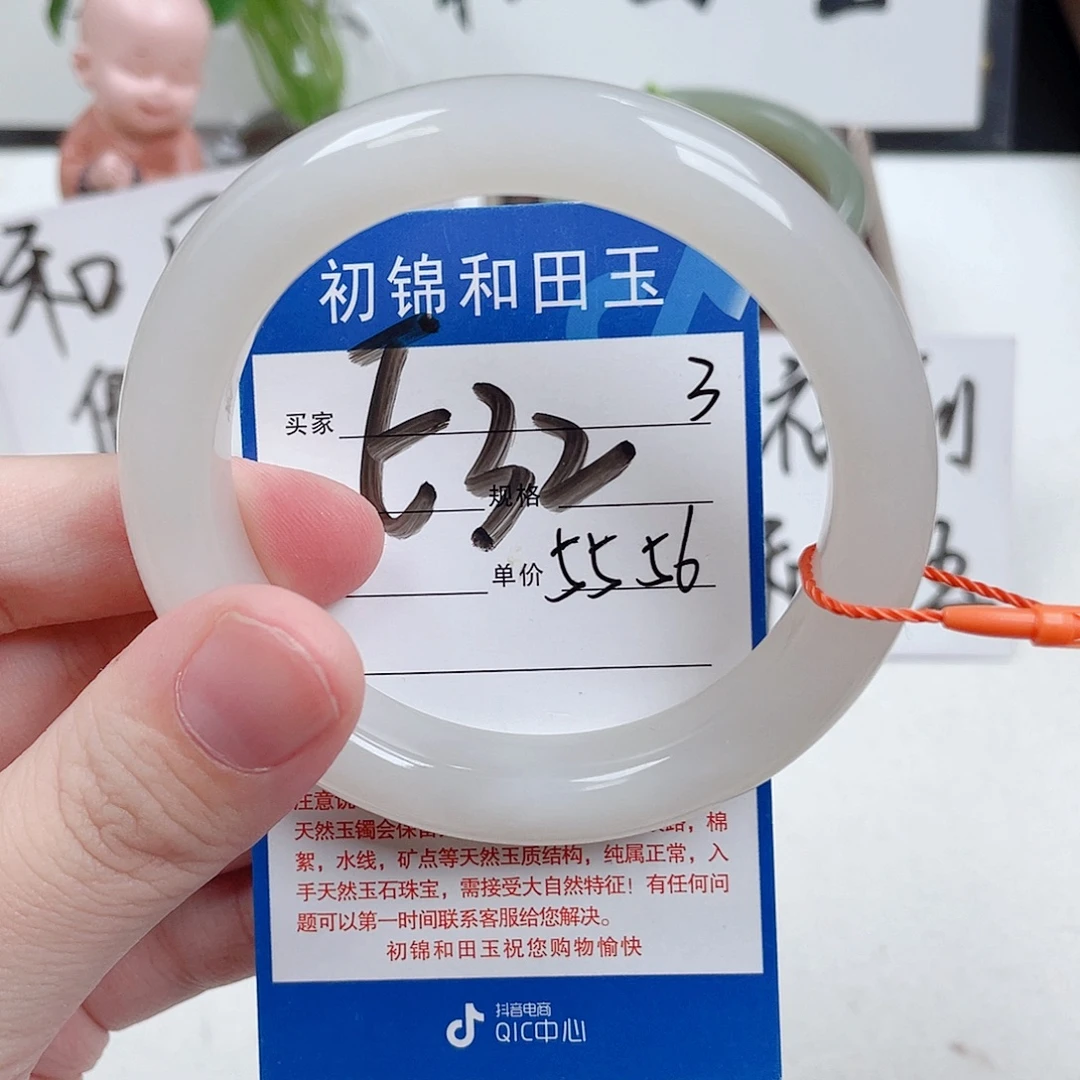 初锦和田玉
3
买家
E32
规格
单价 5556
天然玉镯会保留
棉
絮，水线，矿点等天然玉质结构，纯属正常，入
手天然玉石珠宝，需接受大自然特征！有任何问
题可以第一时间联系客服给您解决。
初锦和田玉祝您购物愉快
抖音电商
QIC中心
和